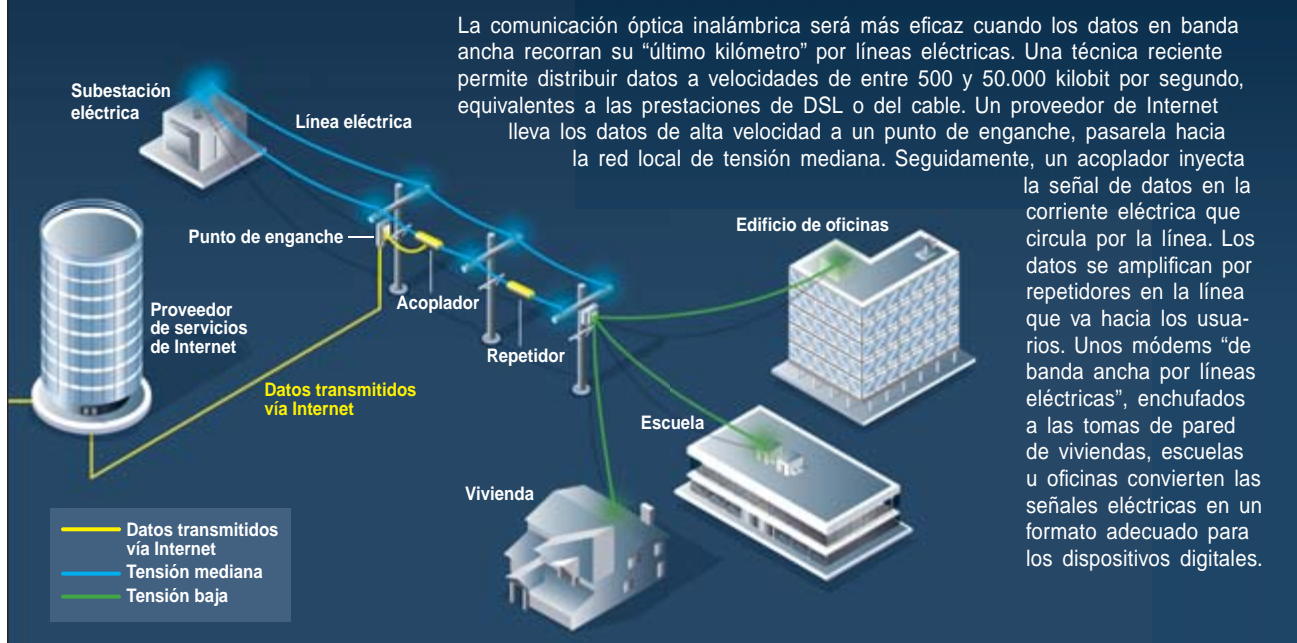 La comunicación óptica inalámbrica será más eficaz cuando los datos en banda
ancha recorran su “último kilómetro” por líneas eléctricas. Una técnica reciente
permite distribuir datos a velocidades de entre 500 y 50.000 kilobit por segundo,
equivalentes a las prestaciones de DSL o del cable. Un proveedor de Internet
lleva los datos de alta velocidad a un punto de enganche, pasarela hacia
la red local de tensión mediana. Seguidamente, un acoplador inyecta
la señal de datos en la
corriente eléctrica que
circula por la línea. Los
datos se amplifican por
repetidores en la línea
que va hacia los usua-
rios. Unos módems “de
banda ancha por líneas
eléctricas”, enchufados
a las tomas de pared
de viviendas, escuelas
u oficinas convierten las
señales eléctricas en un
formato adecuado para
los dispositivos digitales.
Subestación
eléctrica
Línea eléctrica
Punto de enganche
Edificio de oficinas
Acoplador
Proveedor
de servicios
de Internet
Repetidor
Datos transmitidos
vía Internet
Escuela
Vivienda
Datos transmitidos
vía Internet
Tensión mediana
Tensión baja